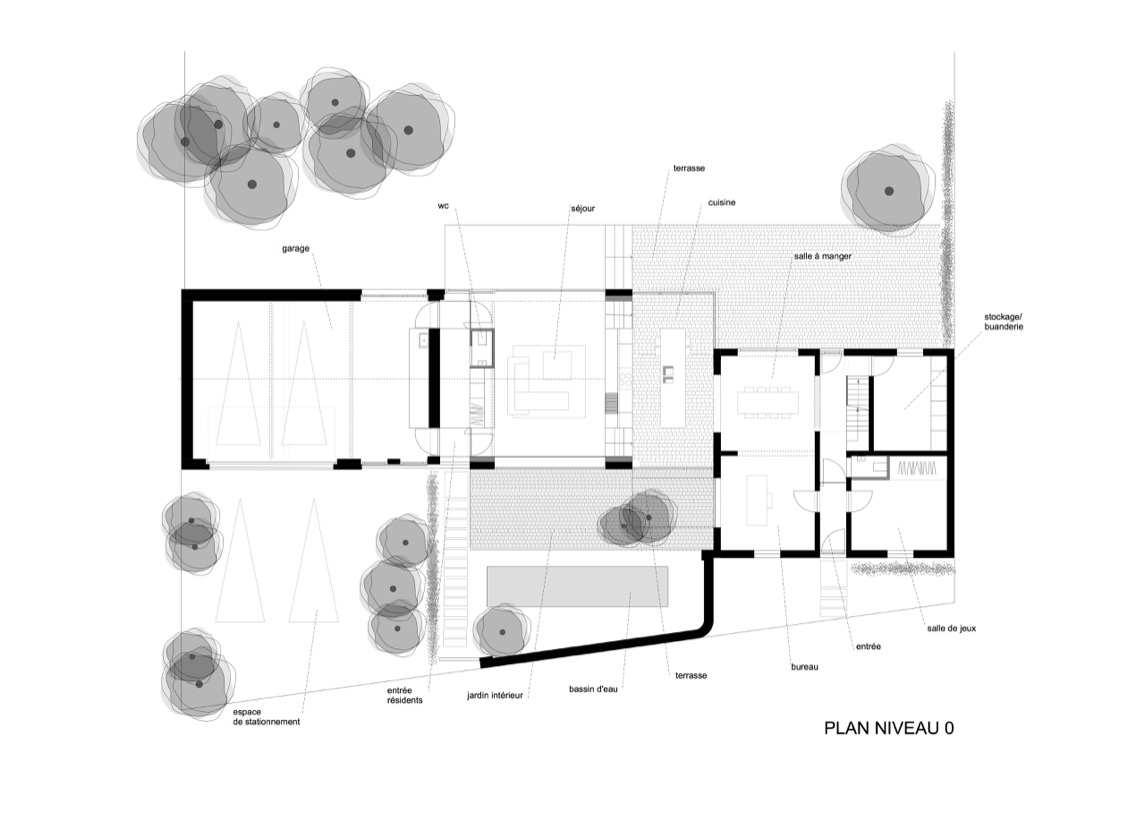 terrasse
cuisine
wc
séjour
garage
salle à manger
stockage/
buanderie
salle de jeux
entrée
bureau
terrasse
bassin d'eau
jardin intérieur
entrée
résidents
espace
de stationnement
PLAN NIVEAU 0